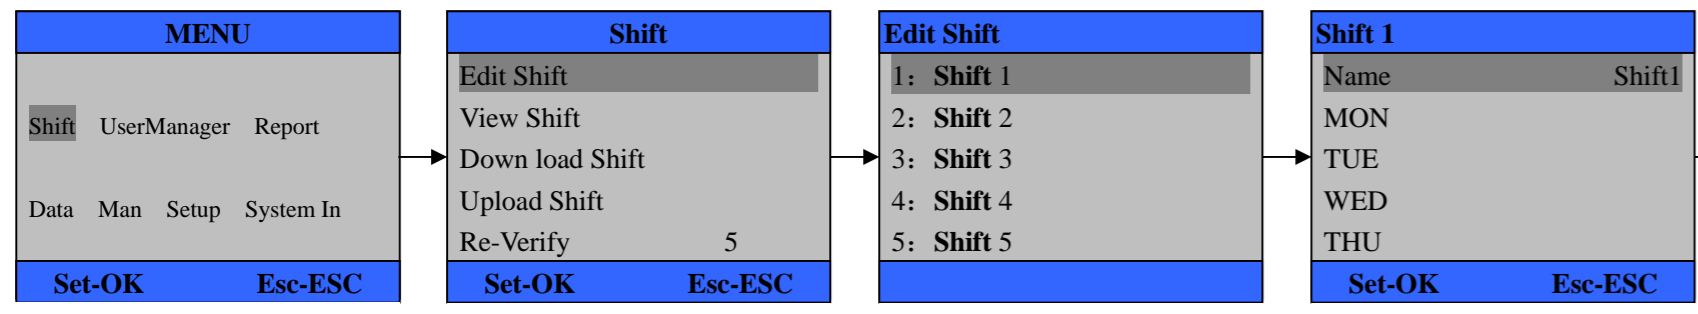 MENU
Shift UserManager Report
Data Man Setup System In
Set-OK Esc-ESC
Shift
Edit Shift
View Shift
Down load Shift
Upload Shift
Re-Verify 5
Set-OK Esc-ESC
Edit Shift
1: Shift 1
2: Shift 2
3: Shift 3
4: Shift 4
5: Shift 5
Shift 1
Name Shift1
MON
TUE
WED
THU
Set-OK Esc-ESC